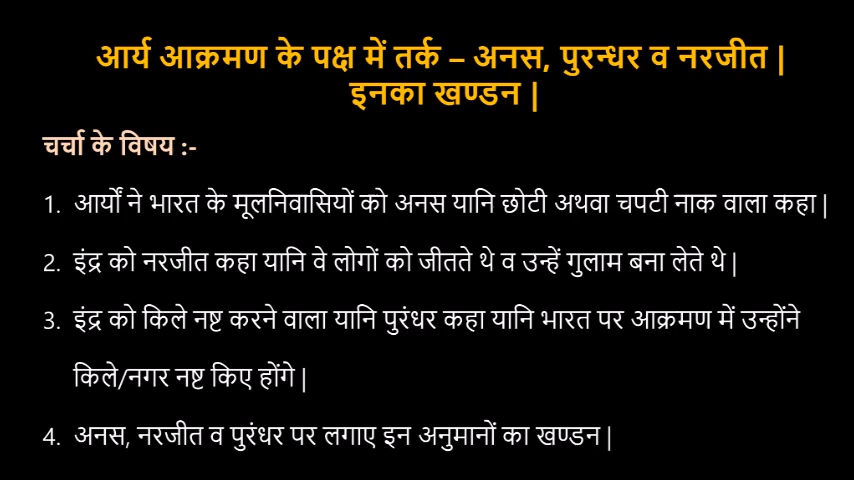 आर्य आक्रमण के पक्ष में तर्क – अनस, पुरन्धर व नरजीत |
इनका खण्डन |
चर्चा के विषय :-
1. आर्यों ने भारत के मूलनिवासियों को अनस यानि छोटी अथवा चपटी नाक वाला कहा |
2. इंद्र को नरजीत कहा यानि वे लोगों को जीतते थे व उन्हें गुलाम बना लेते थे |
3. इंद्र को किले नष्ट करने वाला यानि पुरंधर कहा यानि भारत पर आक्रमण में उन्होंने
किले/नगर नष्ट किए होंगे |
4. अनस, नरजीत व पुरंधर पर लगाए इन अनुमानों का खण्डन |